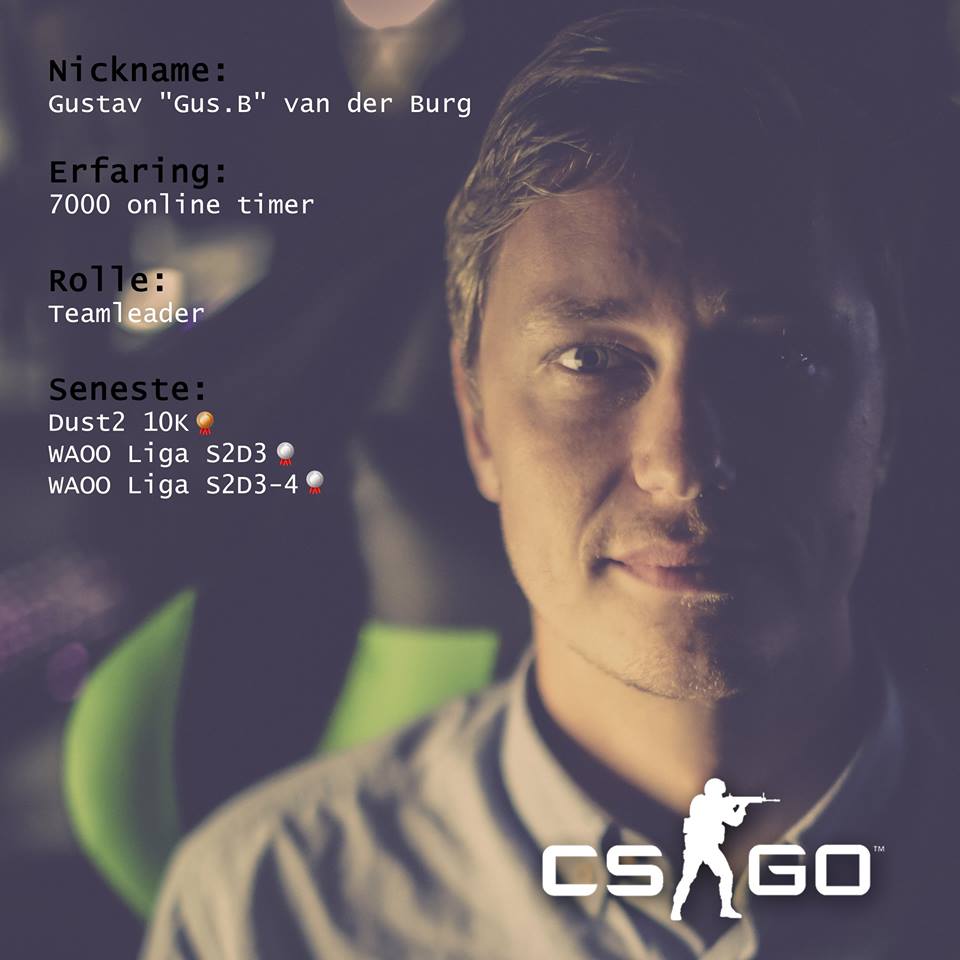 Nickname:
Gustav "Gus.B" van der Burg
Erfaring:
7000 online timer
Rolle:
Teamleader
Seneste:
Dust2 10K
WAOO Liga S2D3
WAOO Liga S2D3-4
CS GO™